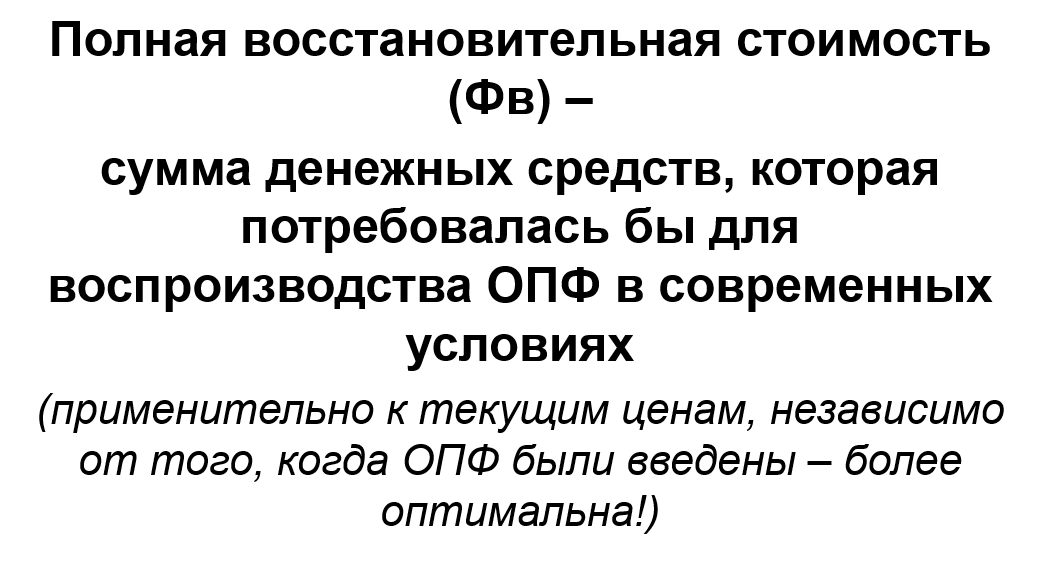 Полная восстановительная стоимость
(Фв) –
сумма денежных средств, которая
потребовалась бы для
воспроизводства ОПФ в современных
условиях
(применительно к текущим ценам, независимо
от того, когда ОПФ были введены – более
оптимальна!)